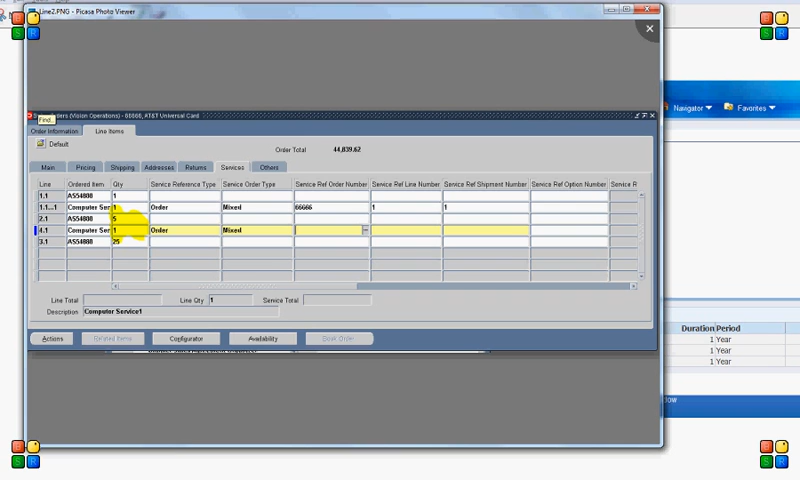 Line2.PNG - Picasa Photo Viewer
(Vision Operations) - 66666, AT&T Universal Card
Find...
Order Information Line Items
Default
Order Total 44,839.62
Main Pricing Shipping Addresses Returns Services Others
Line Ordered Item Qty Service Reference Type Service Order Type Service Ref Order Number Service Ref Line Number Service Ref Shipment Number Service Ref Option Number Service R
1.1 AS54888 1
1.1...1 Computer Ser 1 Order Mixed 66666 1 1
2.1 AS54888 5
4.1 Computer Ser 1 Order Mixed
3.1 AS54888 25
Line Total Line Qty 1 Service Total
Description Computer Service1
Actions Related Items Configurator Availability Book Order
Navigator Favorites
Duration Period
1 Year
1 Year
1 Year
dow
B
S R
B
S R
B
S R
B
S R